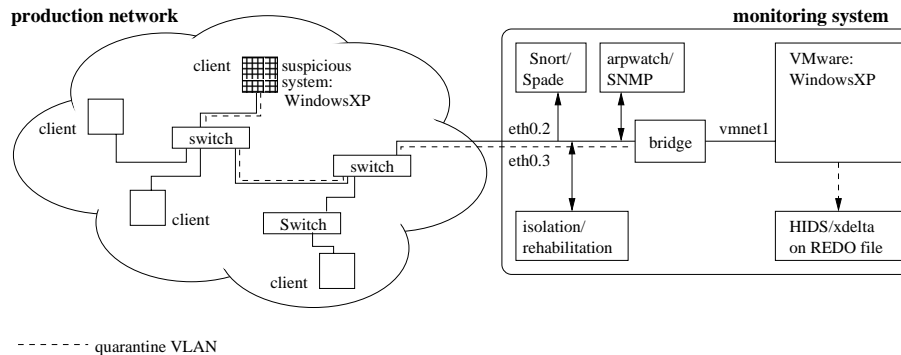 production network
monitoring system
client
suspicious
system:
WindowsXP
client
switch
client
switch
Switch
client
Snort/
Spade
arpwatch/
SNMP
VMware:
WindowsXP
eth0.2
eth0.3
bridge
vmnet1
isolation/
rehabilitation
HIDS/xdelta
on REDO file
quarantine VLAN